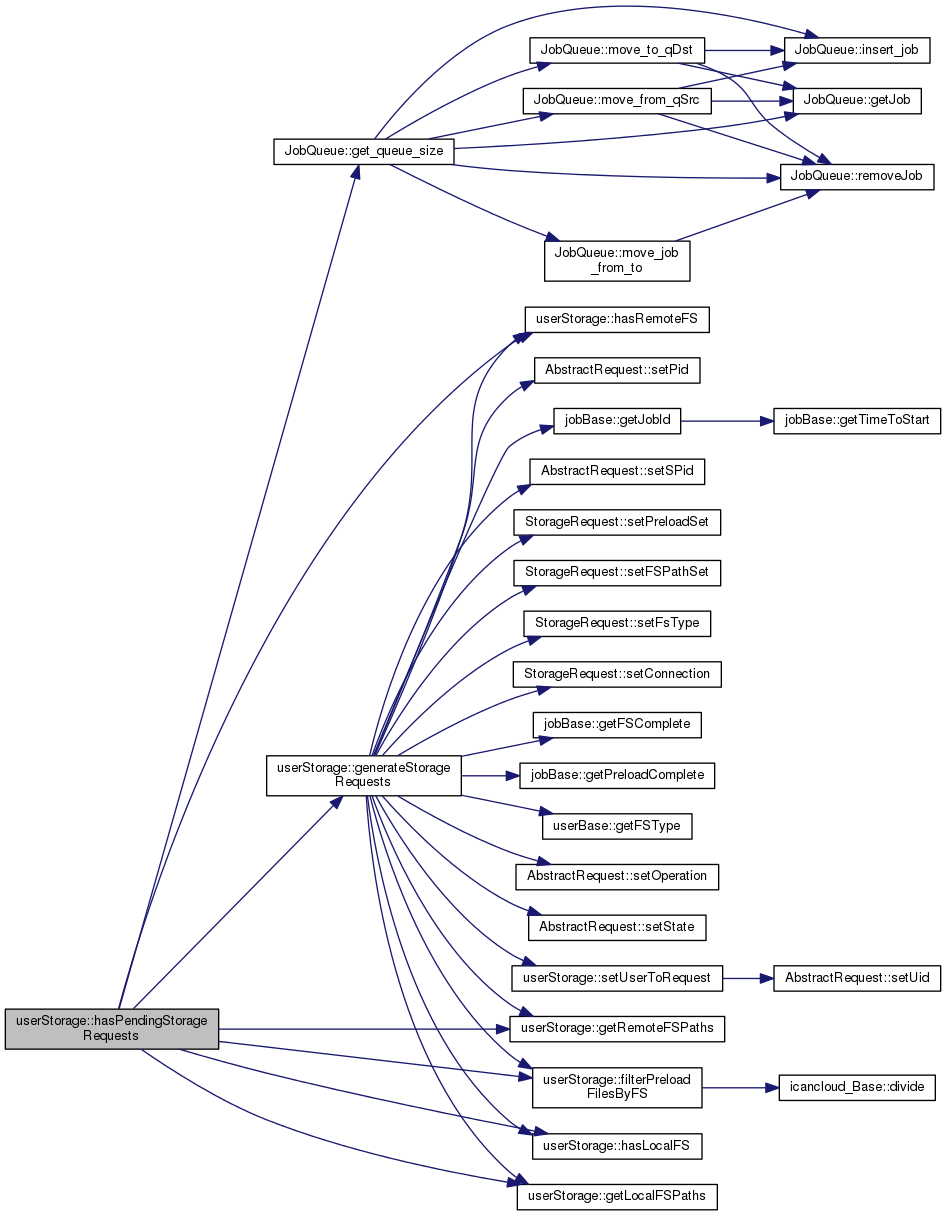 JobQueue::move_to_qDst
JobQueue::insert_job
JobQueue::move_from_qSrc
JobQueue::getJob
JobQueue::get_queue_size
JobQueue::removeJob
JobQueue::move_job
_from_to
userStorage::hasRemoteFS
AbstractRequest::setPid
jobBase::getJobId
jobBase::getTimeToStart
AbstractRequest::setSPid
StorageRequest::setPreloadSet
StorageRequest::setFSPathSet
StorageRequest::setFsType
StorageRequest::setConnection
jobBase::getFSComplete
userStorage::generateStorage
Requests
jobBase::getPreloadComplete
userBase::getFSType
AbstractRequest::setOperation
AbstractRequest::setState
userStorage::setUserToRequest
AbstractRequest::setUid
userStorage::hasPendingStorage
Requests
userStorage::getRemoteFSPaths
userStorage::filterPreload
FilesByFS
icancloud_Base::divide
userStorage::hasLocalFS
userStorage::getLocalFSPaths